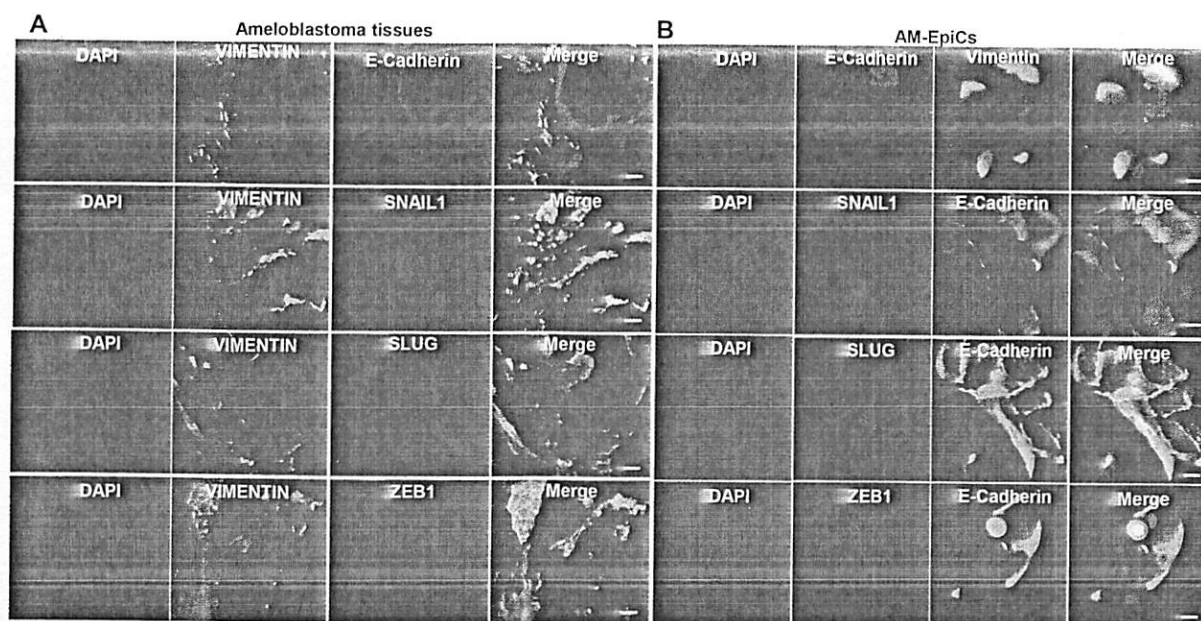 A Ameloblastoma tissues B AM-EpiCs
DAPI VIMENTIN E-Cadherin Merge DAPI E-Cadherin Vimentin Merge
DAPI VIMENTIN SNAIL1 Merge DAPI SNAIL1 E-Cadherin Merge
DAPI VIMENTIN SLUG Merge DAPI SLUG E-Cadherin Merge
DAPI VIMENTIN ZEB1 Merge DAPI ZEB1 E-Cadherin Merge